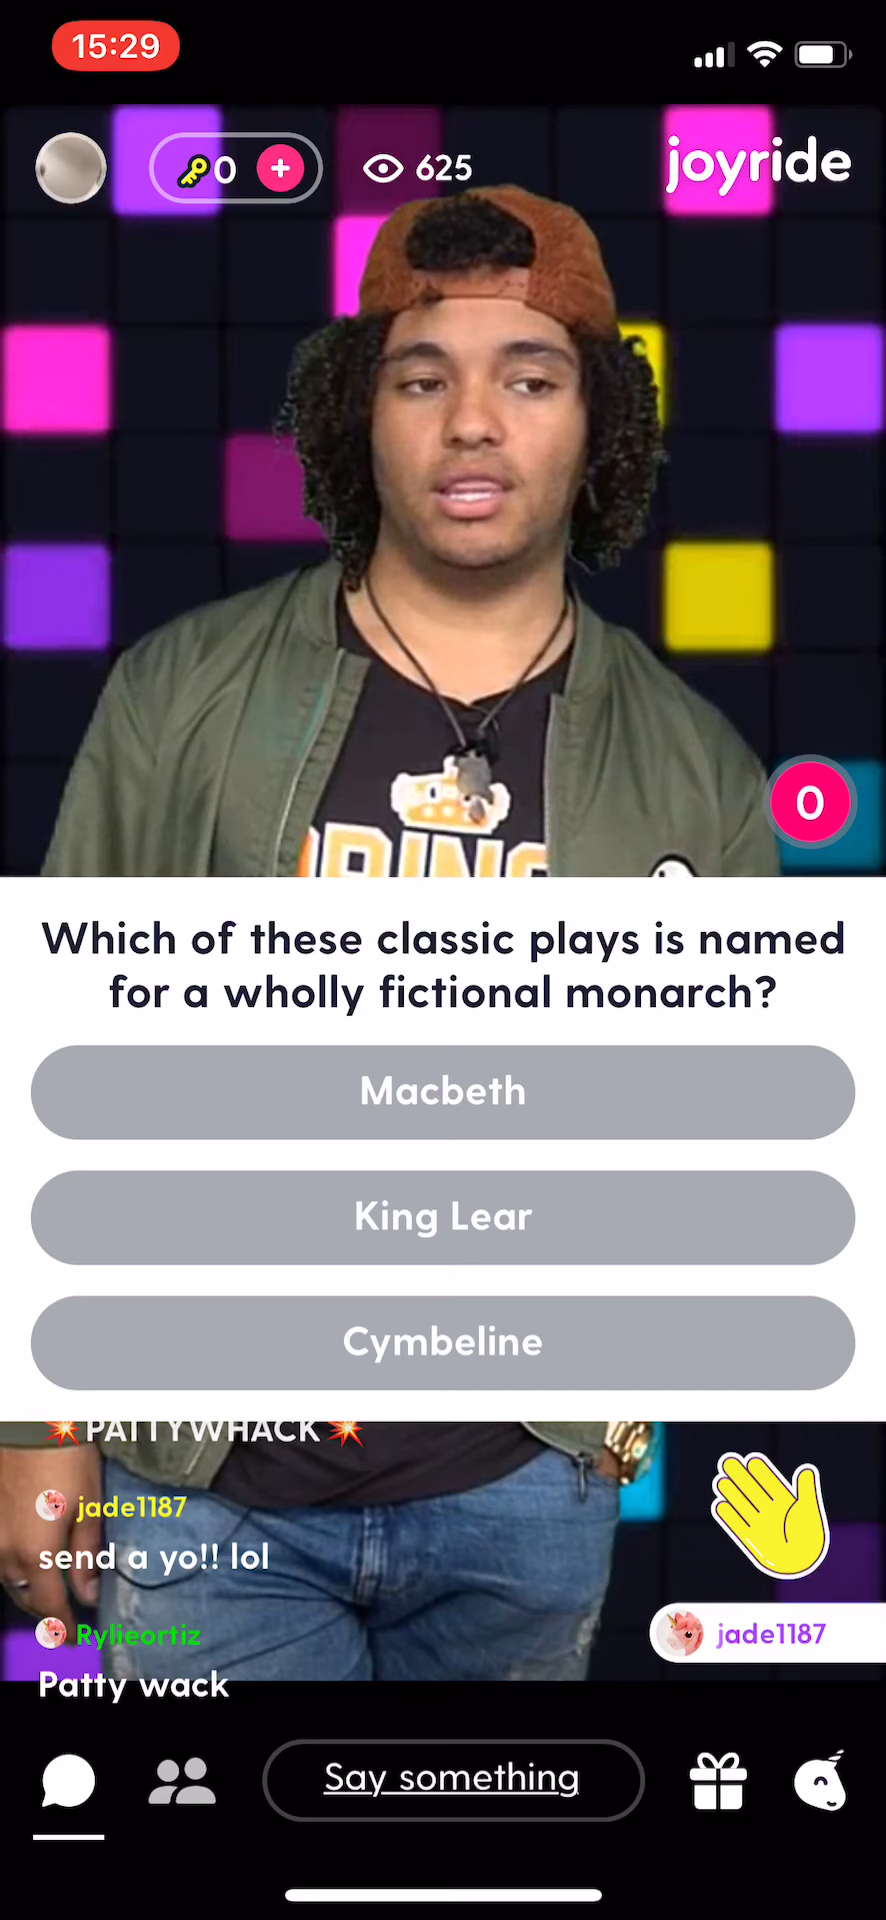 15:29
0
+
625
joyride
0
Which of these classic plays is named
for a wholly fictional monarch?
Macbeth
King Lear
Cymbeline
PATTYWHACK
jade1187
send a yo!! lol
Rylieortiz
jade1187
Patty wack
Say something